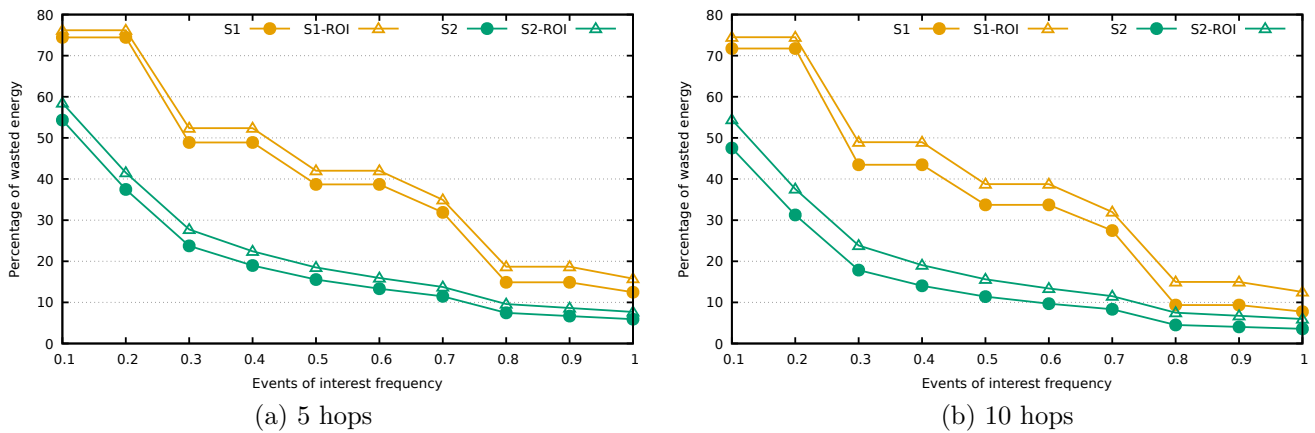 80
70
60
50
40
30
20
10
0
Percentage of wasted energy
S1 S1-ROI S2 S2-ROI
0.1 0.2 0.3 0.4 0.5 0.6 0.7 0.8 0.9 1
Events of interest frequency
(a) 5 hops
80
70
60
50
40
30
20
10
0
Percentage of wasted energy
S1 S1-ROI S2 S2-ROI
0.1 0.2 0.3 0.4 0.5 0.6 0.7 0.8 0.9 1
Events of interest frequency
(b) 10 hops